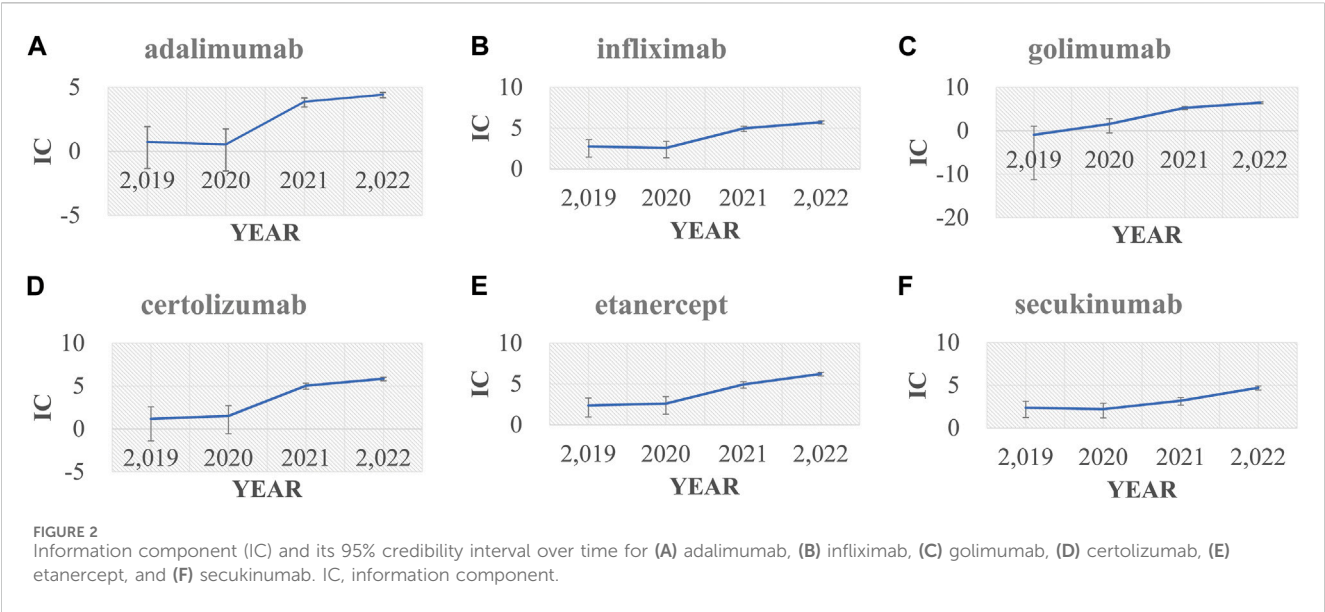 A
adalimumab
5
0
-5
IC
2,019 2020 2021 2,022
YEAR
B
infliximab
10
5
0
IC
2,019 2020 2021 2,022
YEAR
C
golimumab
10
0
-10
-20
IC
2,019 2020 2021 2,022
YEAR
D
certolizumab
10
5
0
-5
IC
2,019 2020 2021 2,022
YEAR
E
etanercept
10
5
0
IC
2,019 2020 2021 2,022
YEAR
F
secukinumab
10
5
0
IC
2,019 2020 2021 2,022
YEAR
FIGURE 2
Information component (IC) and its 95% credibility interval over time for (A) adalimumab, (B) infliximab, (C) golimumab, (D) certolizumab, (E)
etanercept, and (F) secukinumab. IC, information component.